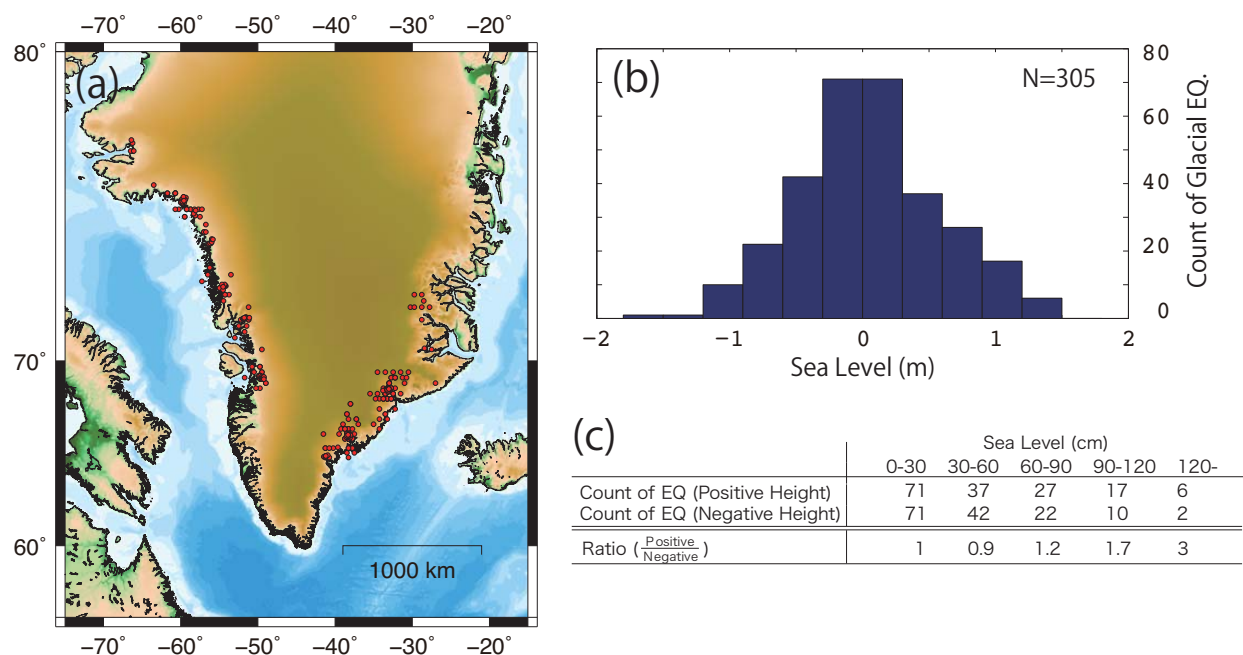 −70° −60° −50° −40° −30° −20°
80°
(a)
70°
60°
1000 km
−70° −60° −50° −40° −30° −20°
(b)
N=305
80
60
40
20
0
Count of Glacial EQ.
−2 −1 0 1 2
Sea Level (m)
(c)
Sea Level (cm)
0-30 30-60 60-90 90-120 120-
Count of EQ (Positive Height) 71 37 27 17 6
Count of EQ (Negative Height) 71 42 22 10 2
Ratio (Positive/Negative) 1 0.9 1.2 1.7 3